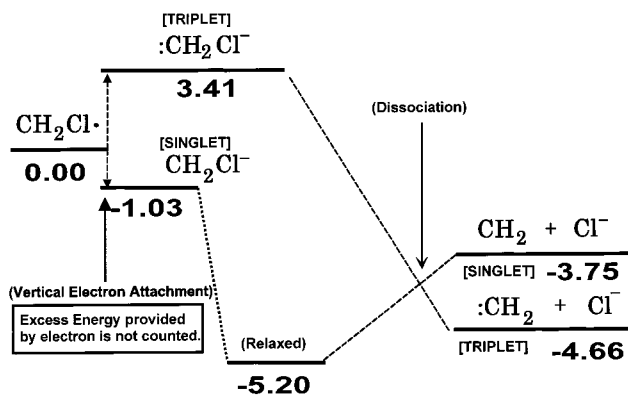 [TRIPLET]
:CH₂Cl⁻
3.41
CH₂Cl·
0.00
[SINGLET]
CH₂Cl⁻
-1.03
(Vertical Electron Attachment)
Excess Energy provided
by electron is not counted.
(Relaxed)
-5.20
(Dissociation)
CH₂ + Cl⁻
[SINGLET] -3.75
:CH₂ + Cl⁻
[TRIPLET] -4.66